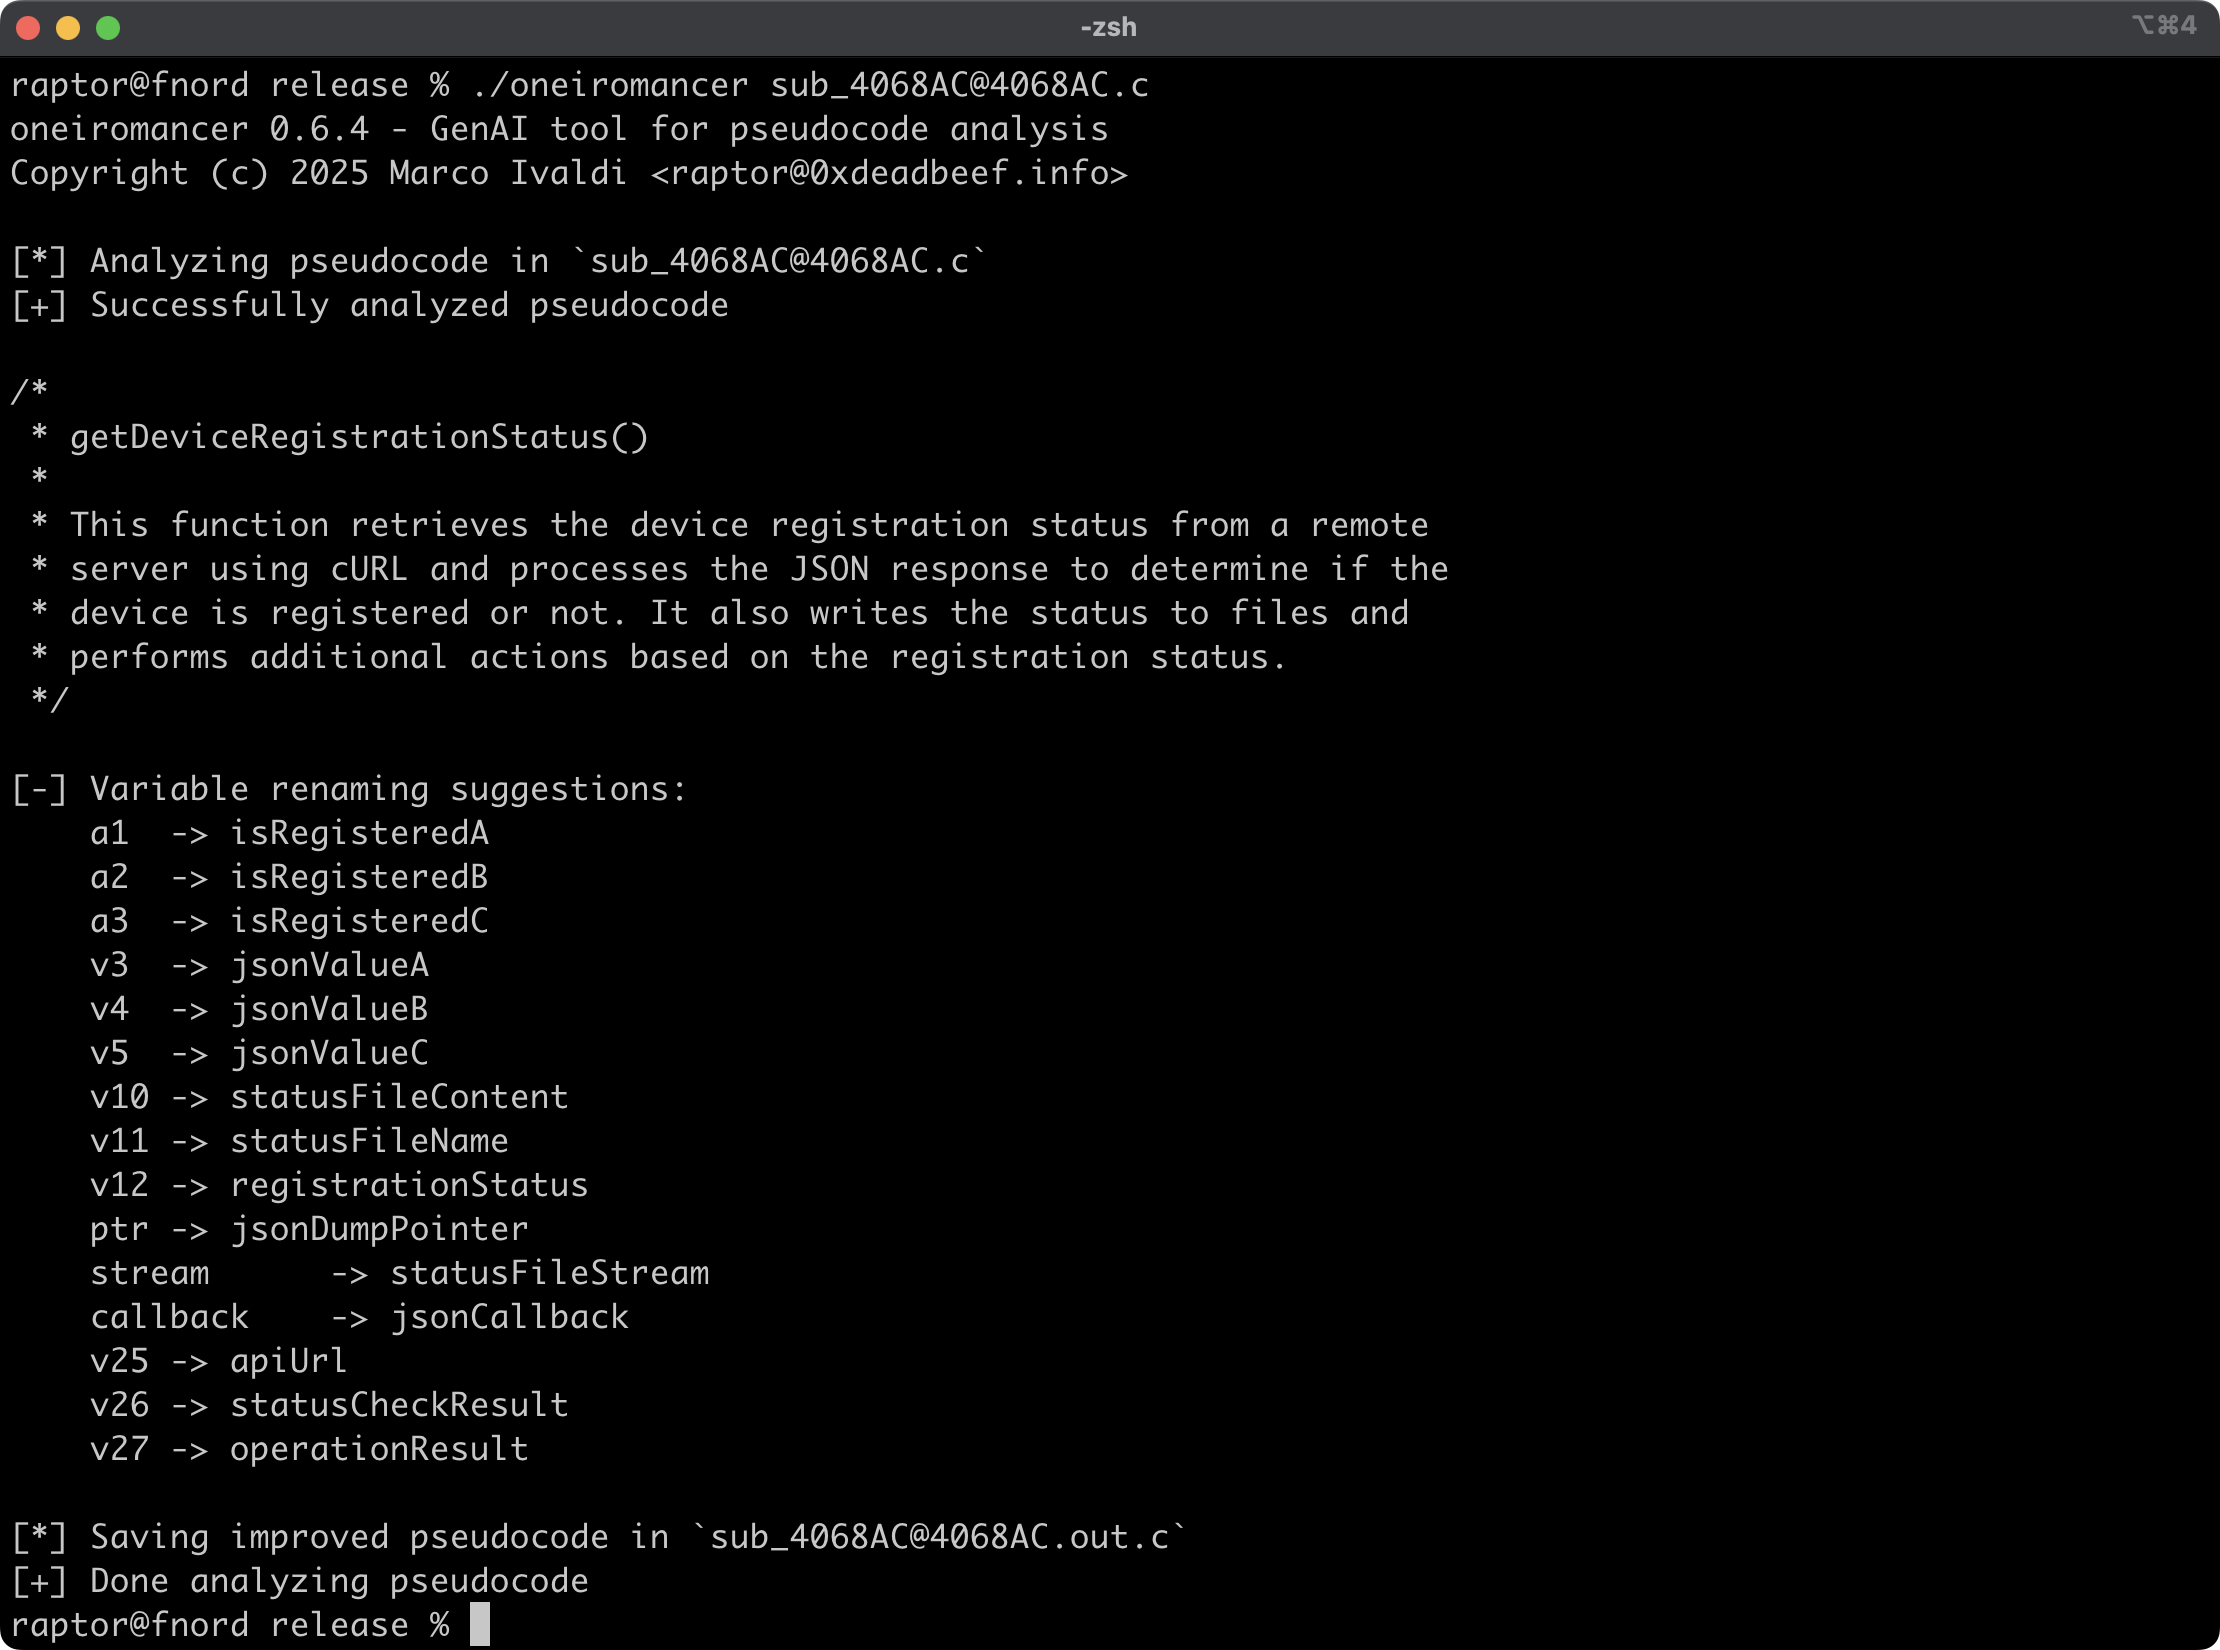 -zsh
⌥⌘4
raptor@fnord release % ./oneiromancer sub_4068AC@4068AC.c
oneiromancer 0.6.4 - GenAI tool for pseudocode analysis
Copyright (c) 2025 Marco Ivaldi <raptor@0xdeadbeef.info>

[*] Analyzing pseudocode in `sub_4068AC@4068AC.c`
[+] Successfully analyzed pseudocode

/*
 * getDeviceRegistrationStatus()
 *
 * This function retrieves the device registration status from a remote
 * server using cURL and processes the JSON response to determine if the
 * device is registered or not. It also writes the status to files and
 * performs additional actions based on the registration status.
 */

[-] Variable renaming suggestions:
    a1  -> isRegisteredA
    a2  -> isRegisteredB
    a3  -> isRegisteredC
    v3  -> jsonValueA
    v4  -> jsonValueB
    v5  -> jsonValueC
    v10 -> statusFileContent
    v11 -> statusFileName
    v12 -> registrationStatus
    ptr -> jsonDumpPointer
    stream      -> statusFileStream
    callback    -> jsonCallback
    v25 -> apiUrl
    v26 -> statusCheckResult
    v27 -> operationResult

[*] Saving improved pseudocode in `sub_4068AC@4068AC.out.c`
[+] Done analyzing pseudocode
raptor@fnord release %